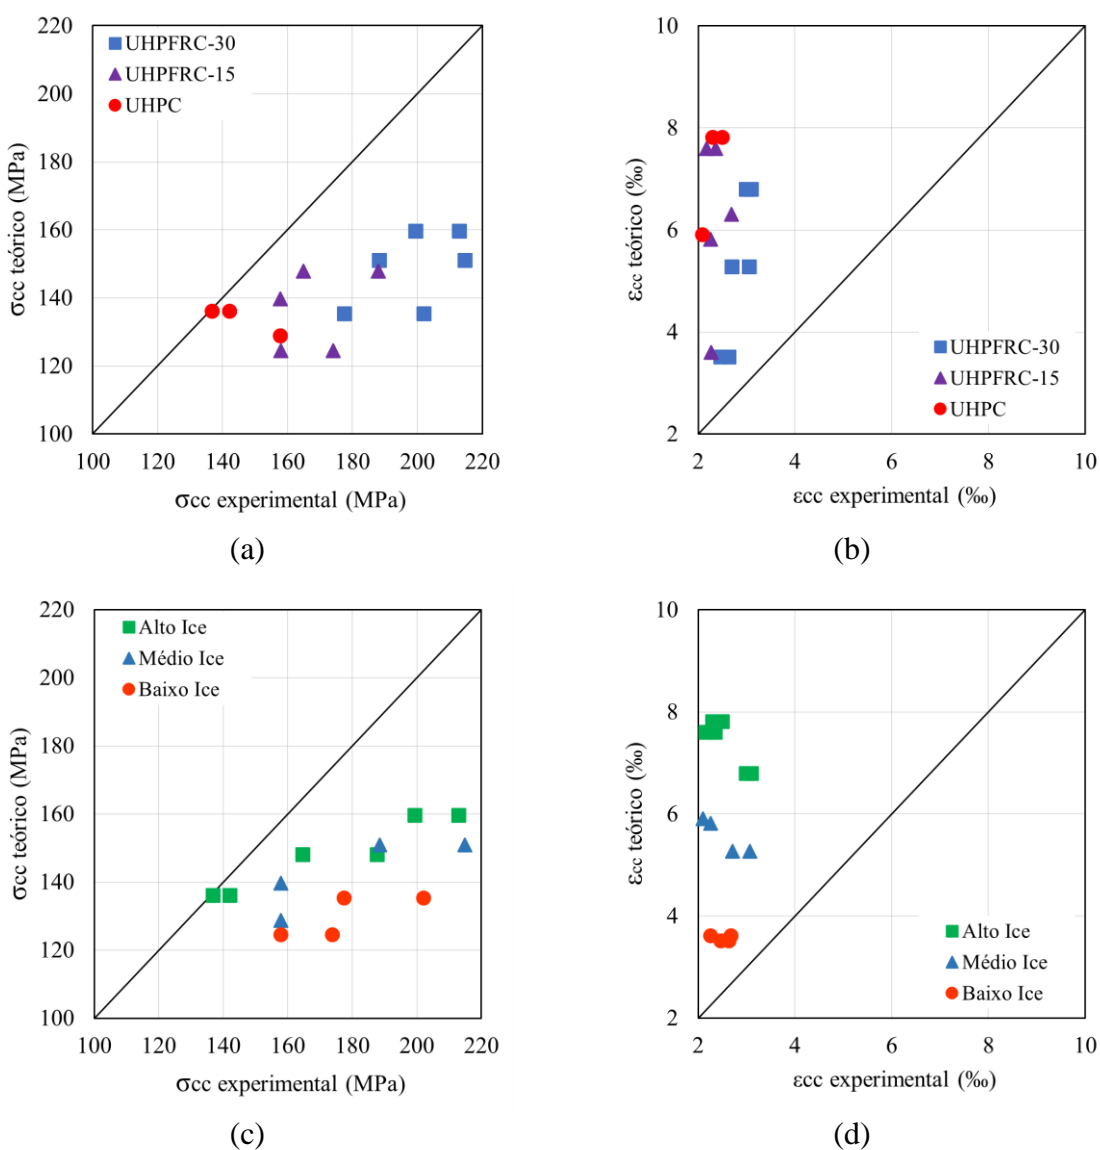 220
200
180
160
140
120
100
100 120 140 160 180 200 220
σcc teórico (MPa)
σcc experimental (MPa)
UHPFRC-30
UHPFRC-15
UHPC
(a)
10
8
6
4
2
2 4 6 8 10
εcc teórico (‰)
εcc experimental (‰)
UHPFRC-30
UHPFRC-15
UHPC
(b)
220
200
180
160
140
120
100
100 120 140 160 180 200 220
σcc teórico (MPa)
σcc experimental (MPa)
Alto Ice
Médio Ice
Baixo Ice
(c)
10
8
6
4
2
2 4 6 8 10
εcc teórico (‰)
εcc experimental (‰)
Alto Ice
Médio Ice
Baixo Ice
(d)